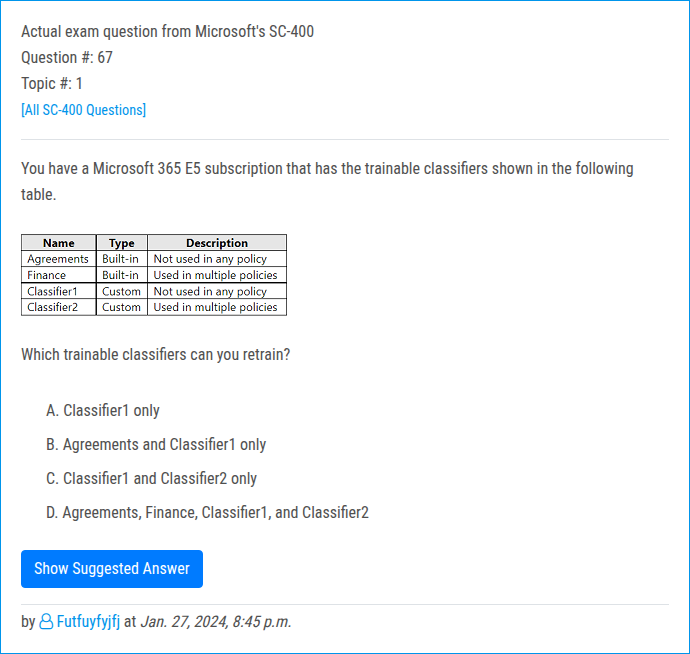 Actual exam question from Microsoft's SC-400
Question #: 67
Topic #: 1
[All SC-400 Questions]
You have a Microsoft 365 E5 subscription that has the trainable classifiers shown in the following
table.
Name Type Description
Agreements Built-in Not used in any policy
Finance Built-in Used in multiple policies
Classifier1 Custom Not used in any policy
Classifier2 Custom Used in multiple policies
Which trainable classifiers can you retrain?
A. Classifier1 only
B. Agreements and Classifier1 only
C. Classifier1 and Classifier2 only
D. Agreements, Finance, Classifier1, and Classifier2
Show Suggested Answer
by Futfuyfyjfj at Jan. 27, 2024, 8:45 p.m.